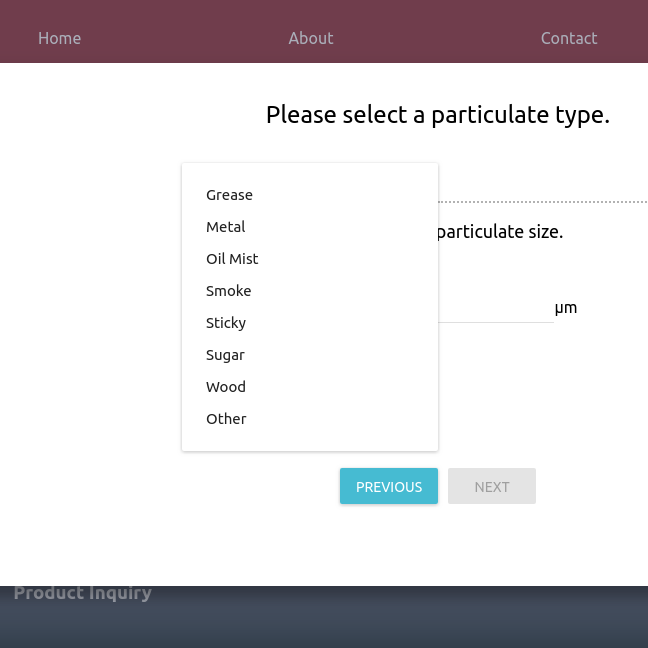 Home About Contact
Please select a particulate type.
Grease
Metal
particulate size.
Oil Mist
Smoke
µm
Sticky
Sugar
Wood
Other
PREVIOUS NEXT
Product Inquiry